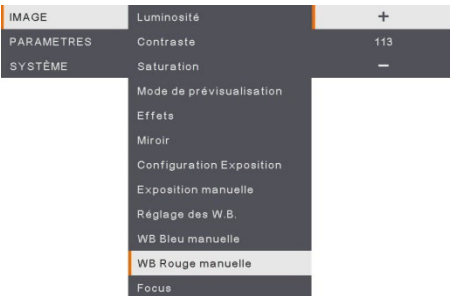 IMAGE
PARAMETRES
SYSTÈME
Luminosité
Contraste
Saturation
Mode de prévisualisation
Effets
Miroir
Configuration Exposition
Exposition manuelle
Réglage des W.B.
WB Bleu manuelle
WB Rouge manuelle
Focus
+
113
−